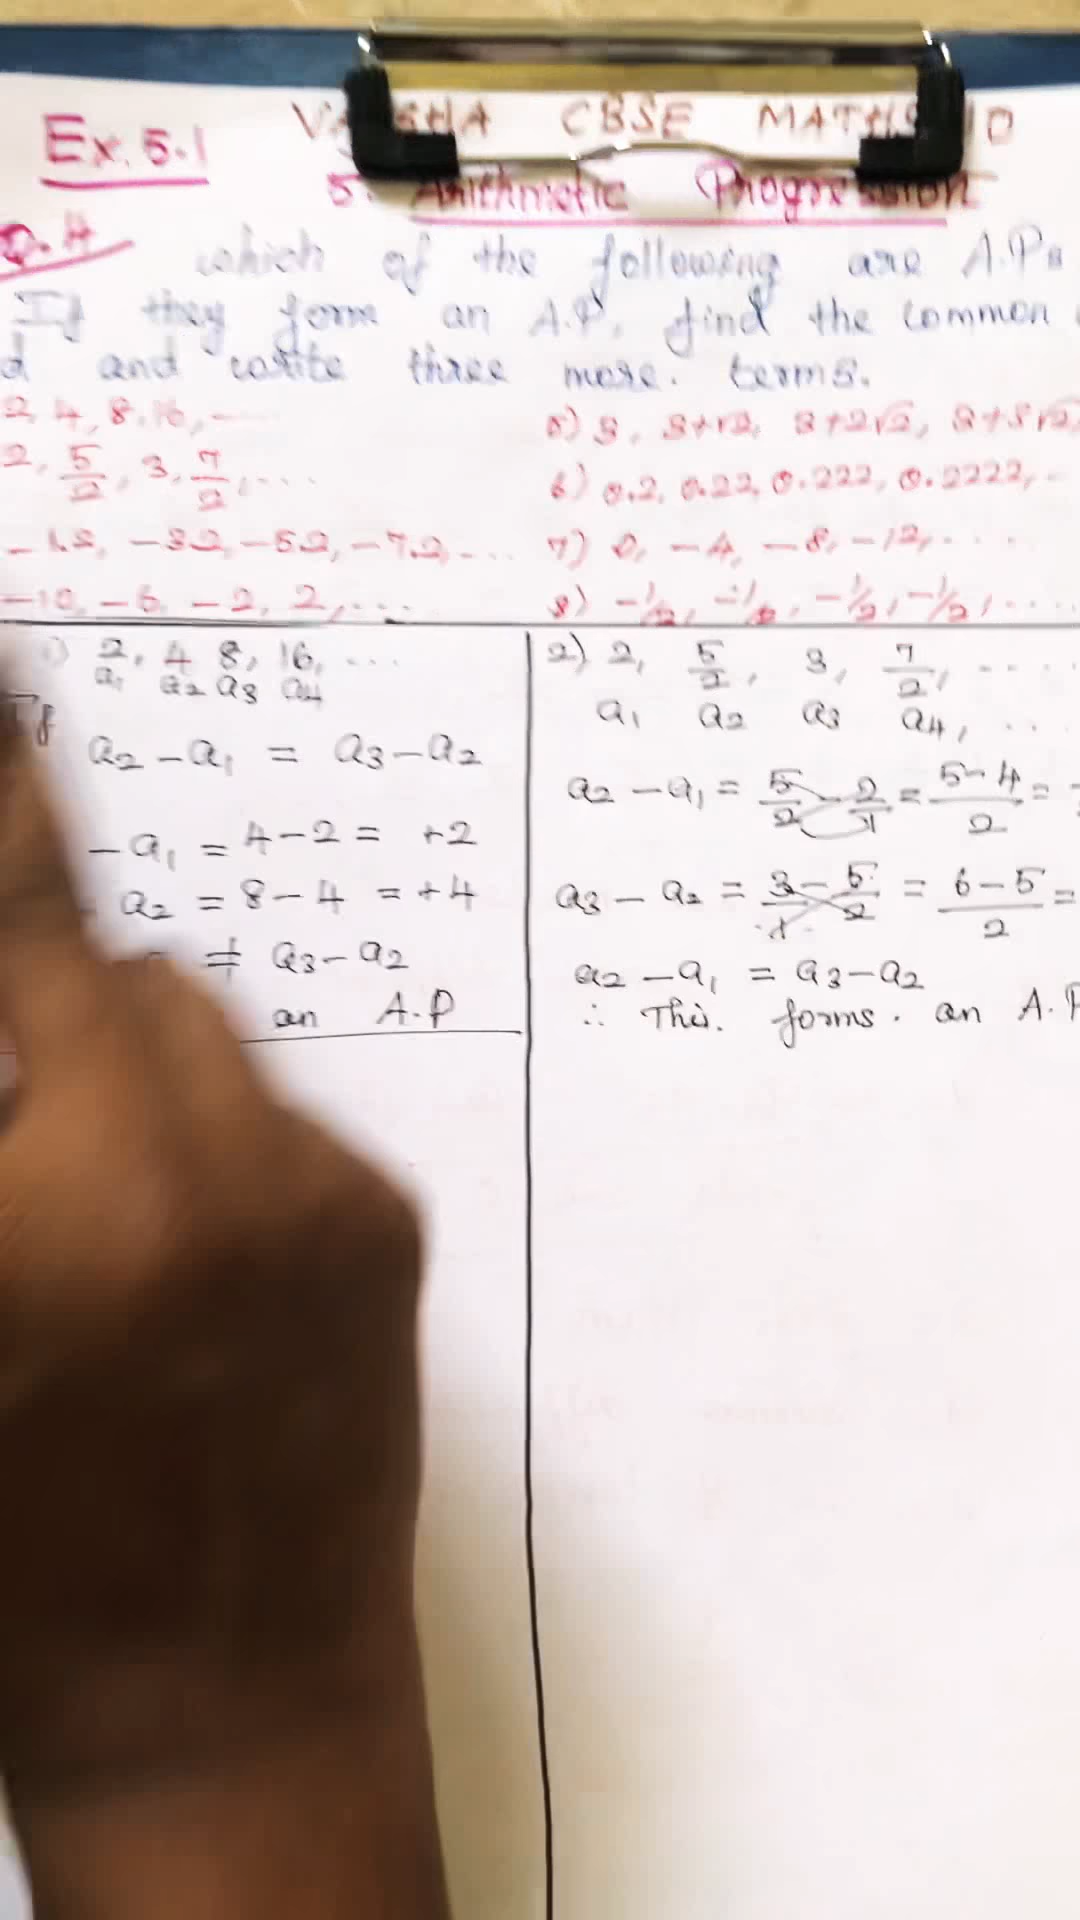 Ex. 5.1
CBSE
5. Arithmetic Progression
Q.4 which of the following are A.Ps
If they form an A.P, find the common
d and write three more. terms.
2, 4, 8, 16, ...
5) 3, 3+√2, 3+2√2, 3+3√2,
2, 5/2, 3, 7/2, ....
6) 0.2, 0.22, 0.222, 0.2222, -
-1.2, -3.2, -5.2, -7.2, ...
7) 0, -4, -8, -12, ....
-10, -6, -2, 2, ...
8) -1/2, -1/2, -1/2, -1/2, ....
1) 2, 4 8, 16, ...
a1 a2 a3 a4
If
a2 - a1 = a3 - a2
- a1 = 4 - 2 = +2
a2 = 8 - 4 = +4
≠ a3 - a2
an A.P
2) 2, 5/2, 3, 7/2, ....
a1 a2 a3 a4, ..
a2 - a1 = 5/2 - 2/1 = 5-4/2 =
a3 - a2 = 3/1 - 5/2 = 6-5/2 =
a2 - a1 = a3 - a2
∴ This. forms. an A.P